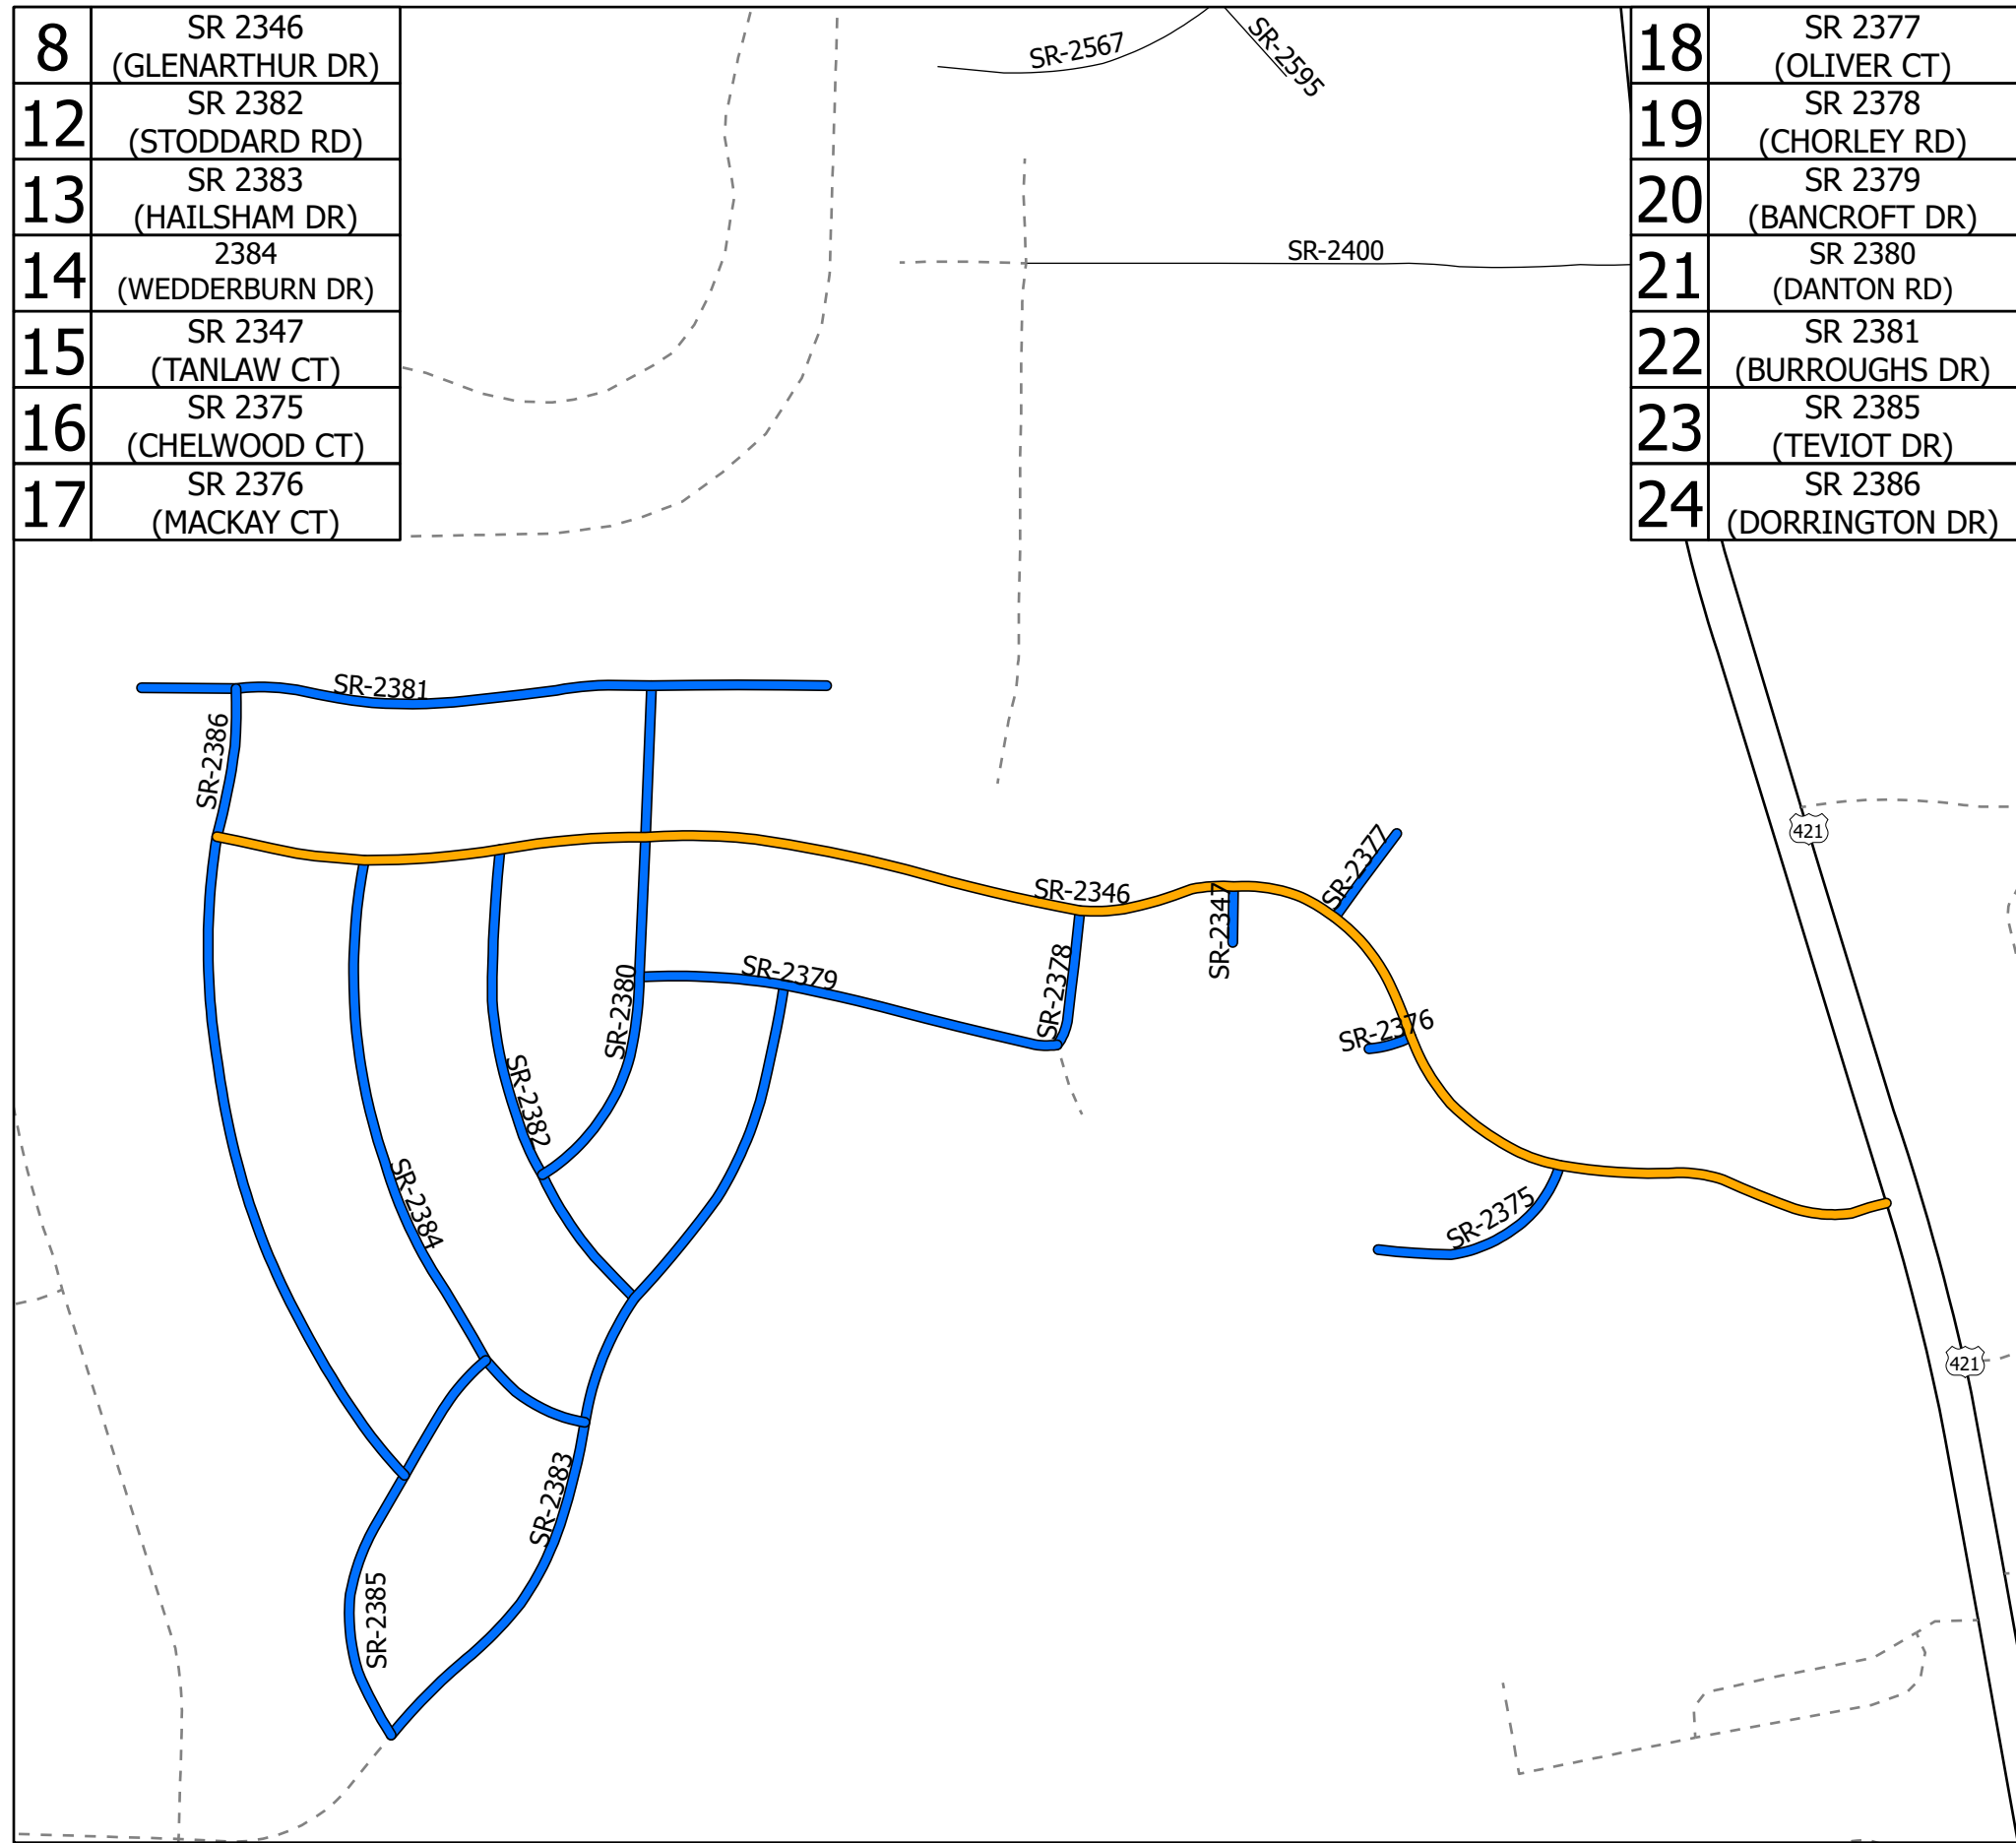 8
SR 2346
(GLENARTHUR DR)
12
SR 2382
(STODDARD RD)
13
SR 2383
(HAILSHAM DR)
14
2384
(WEDDERBURN DR)
15
SR 2347
(TANLAW CT)
16
SR 2375
(CHELWOOD CT)
17
SR 2376
(MACKAY CT)
18
SR 2377
(OLIVER CT)
19
SR 2378
(CHORLEY RD)
20
SR 2379
(BANCROFT DR)
21
SR 2380
(DANTON RD)
22
SR 2381
(BURROUGHS DR)
23
SR 2385
(TEVIOT DR)
24
SR 2386
(DORRINGTON DR)
SR-2567
SR-2595
SR-2400
SR-2381
SR-2386
SR-2346
SR-2347
SR-2377
421
SR-2379
SR-2380
SR-2378
SR-2376
SR-2382
SR-2384
SR-2375
421
SR-2383
SR-2385